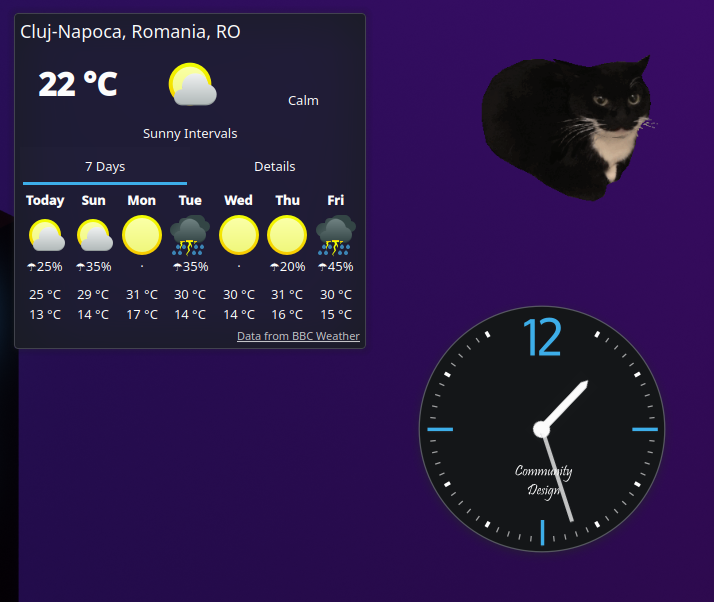 Cluj-Napoca, Romania, RO
22 °C
Calm
Sunny Intervals
7 Days Details
Today Sun Mon Tue Wed Thu Fri
☂25% ☂35% · ☂35% · ☂20% ☂45%
25 °C 29 °C 31 °C 30 °C 30 °C 31 °C 30 °C
13 °C 14 °C 17 °C 14 °C 14 °C 16 °C 15 °C
Data from BBC Weather
12
Community
Design